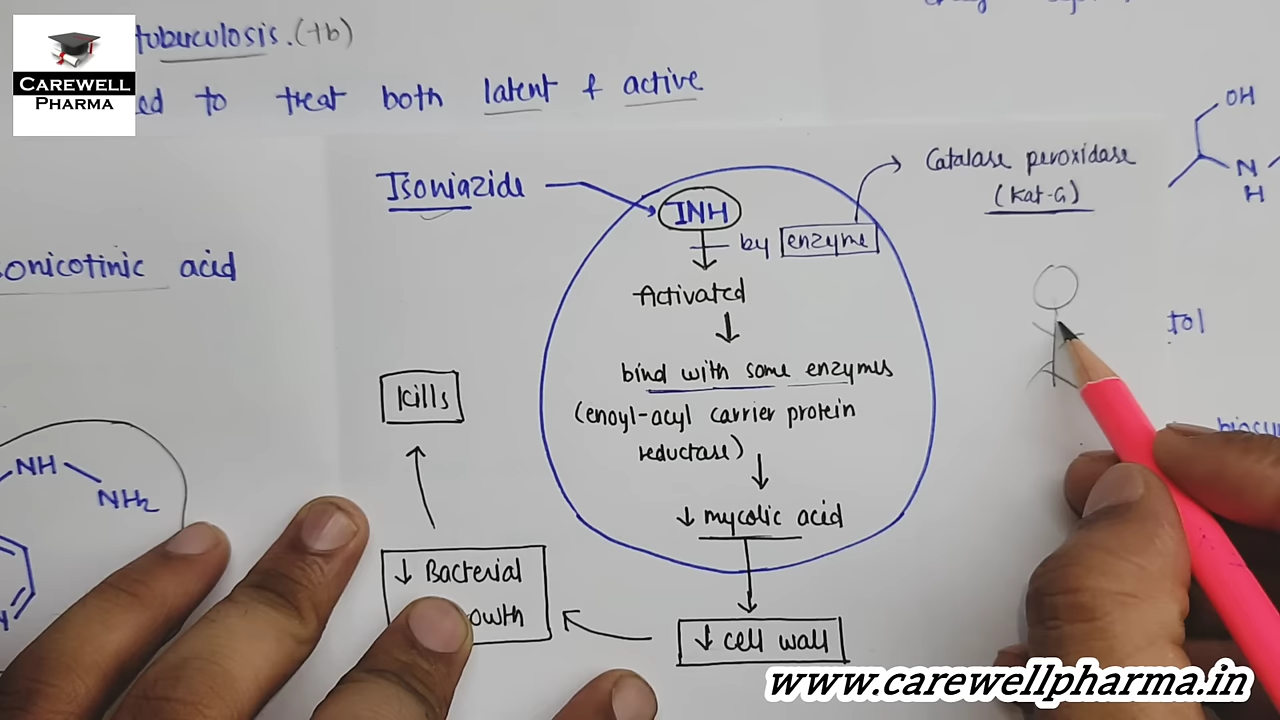 tubuculosis. (tb)
CAREWELL
PHARMA
ed to treat both latent & active
OH
N
H
Isoniazide
INH
by enzyme
Catalase peroxidase
(Kat-G)
Activated
onicotinic acid
bind with some enzymes
(enoyl-acyl carrier protein
reductase)
tol
kills
NH
NH2
↓ mycolic acid
↓ Bacterial
owth
↓ cell wall
www.carewellpharma.in